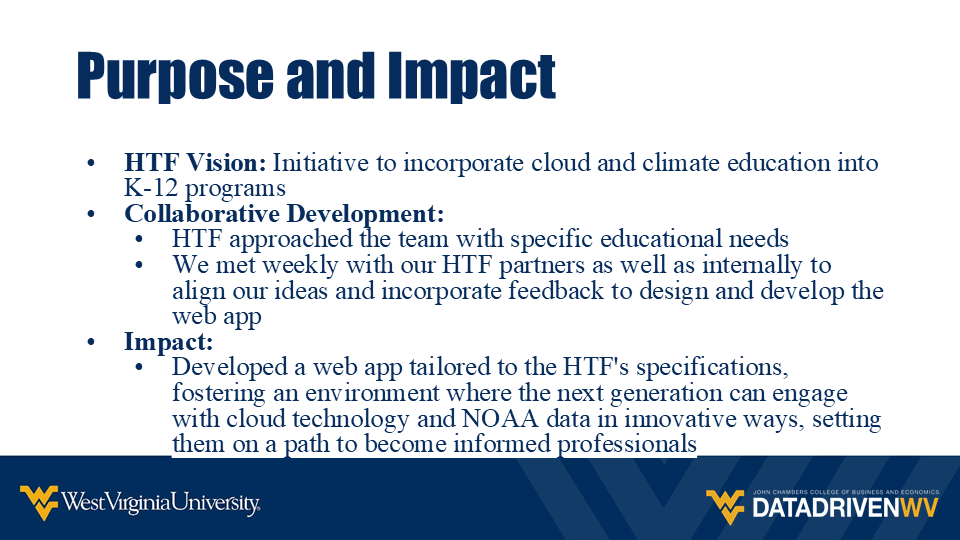 Purpose and Impact
• HTF Vision: Initiative to incorporate cloud and climate education into
K-12 programs
• Collaborative Development:
• HTF approached the team with specific educational needs
• We met weekly with our HTF partners as well as internally to
align our ideas and incorporate feedback to design and develop the
web app
• Impact:
• Developed a web app tailored to the HTF's specifications,
fostering an environment where the next generation can engage
with cloud technology and NOAA data in innovative ways, setting
them on a path to become informed professionals
West Virginia University.
JOHN CHAMBERS COLLEGE OF BUSINESS AND ECONOMICS
DATADRIVENWV